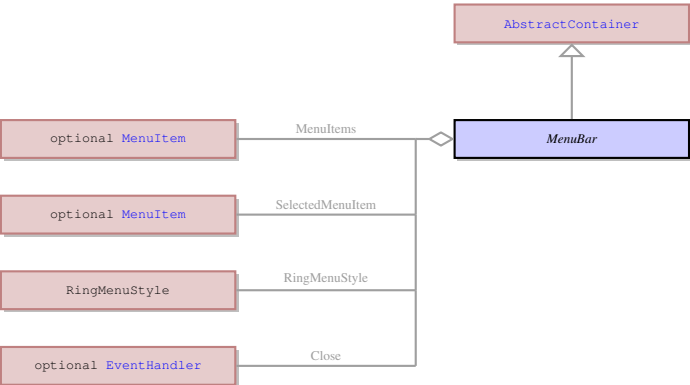 AbstractContainer
MenuBar
optional MenuItem
MenuItems
optional MenuItem
SelectedMenuItem
RingMenuStyle
RingMenuStyle
optional EventHandler
Close